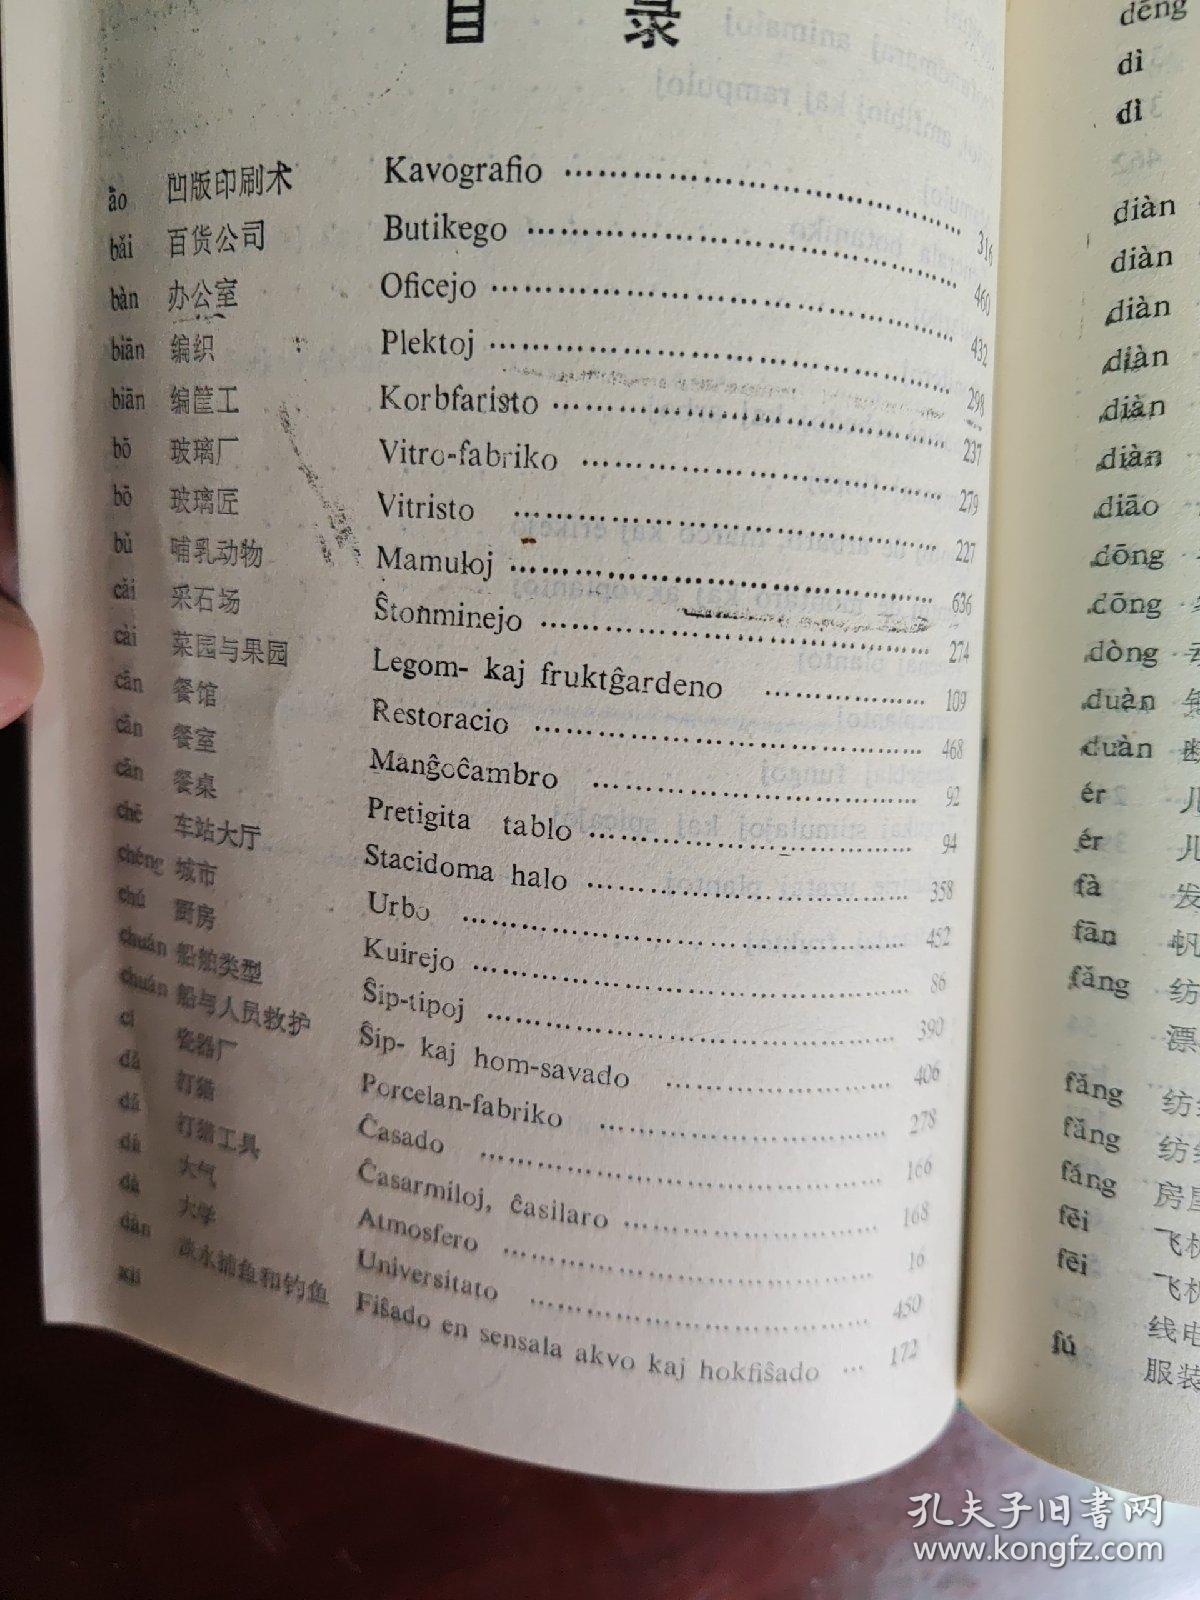 目 录
āo 凹版印刷术 Kavografio 316
bǎi 百货公司 Butikego 460
bàn 办公室 Oficejo 432
biān 编织 Plektoj 298
biān 编筐工 Korbfaristo 237
bō 玻璃厂 Vitro-fabriko 279
bō 玻璃匠 Vitristo 227
bǔ 哺乳动物 Mamuloj 636
cǎi 采石场 Ŝtonminejo 274
cài 菜园与果园 Legom- kaj fruktĝardeno 109
cān 餐馆 Restoracio 468
cān 餐室 Manĝoĉambro 92
cān 餐桌 Pretigita tablo 94
chē 车站大厅 Stacidoma halo 358
chéng 城市 Urbo 452
chú 厨房 Kuirejo 86
chuán 船舶类型 Ŝip-tipoj 390
chuán 船与人员救护 Ŝip- kaj hom-savado 406
cí 瓷器厂 Porcelan-fabriko 278
dǎ 打猎 Ĉasado 166
dǎ 打猎工具 Ĉasarmiloj, ĉasilaro 168
dà 大气 Atmosfero 16
dà 大学 Universitato 450
dàn 淡水捕鱼和钓鱼 Fiŝado en sensala akvo kaj hokfiŝado 172
xii
dēng
dì
dì
diàn
diàn
diàn
diàn
diàn
diàn
diāo
dōng
dōng
dòng
duàn
duàn
ér 儿
ér 儿
fà 发
fān 帆
fǎng 纺
漂
fǎng 纺
fǎng 纺
fáng 房屋
fēi 飞机
fēi 飞机
线电
fú 服装
孔夫子旧书网
www.kongfz.com